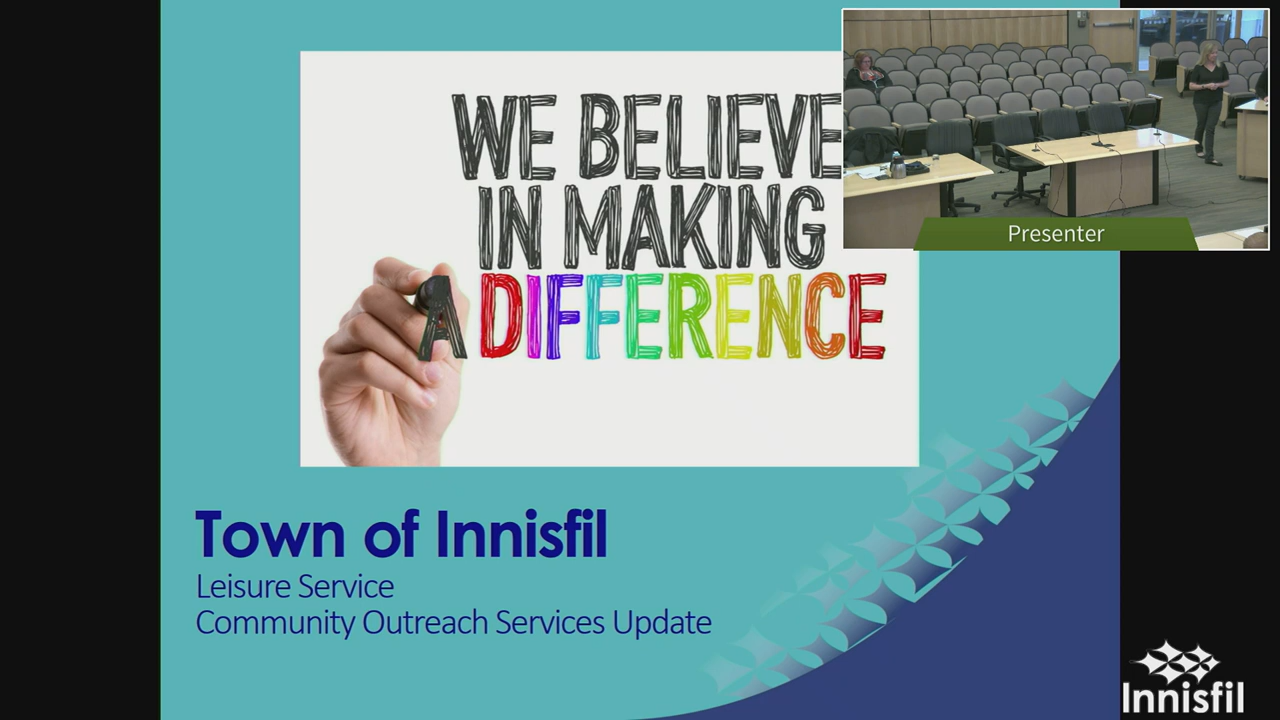 WE BELIEVE
IN MAKING
A DIFFERENCE
Presenter
Town of Innisfil
Leisure Service
Community Outreach Services Update
Innisfil